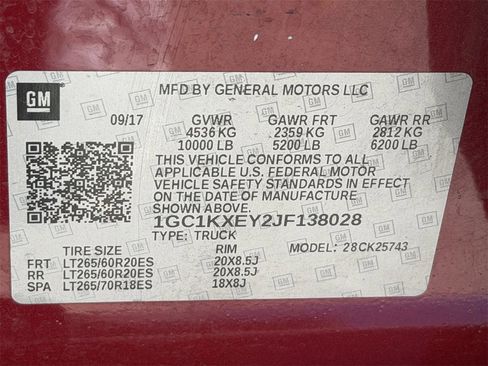 GM
MFD BY GENERAL MOTORS LLC
09/17 GVWR GAWR FRT GAWR RR
4536 KG 2359 KG 2812 KG
10000 LB 5200 LB 6200 LB
THIS VEHICLE CONFORMS TO ALL
APPLICABLE U.S. FEDERAL MOTOR
VEHICLE SAFETY STANDARDS IN EFFECT
ON THE DATE OF MANUFACTURE
SHOWN ABOVE.
1GC1KXEY2JF138028
TYPE: TRUCK
MODEL: 28CK25743
TIRE SIZE RIM
FRT LT265/60R20ES 20X8.5J
RR LT265/60R20ES 20X8.5J
SPA LT265/70R18ES 18X8J